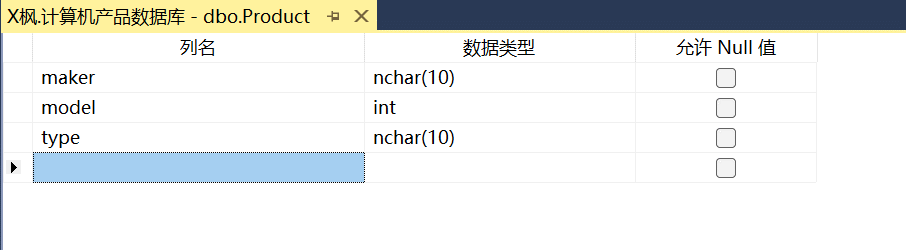 X枫.计算机产品数据库 - dbo.Product
列名 数据类型 允许 Null 值
maker nchar(10)
model int
type nchar(10)